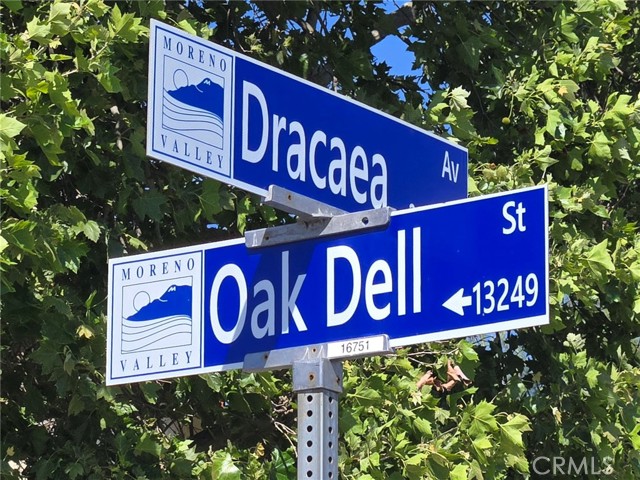 MORENO
VALLEY
Dracaea Av
MORENO
VALLEY
Oak Dell St
←13249
16751
CRMLS